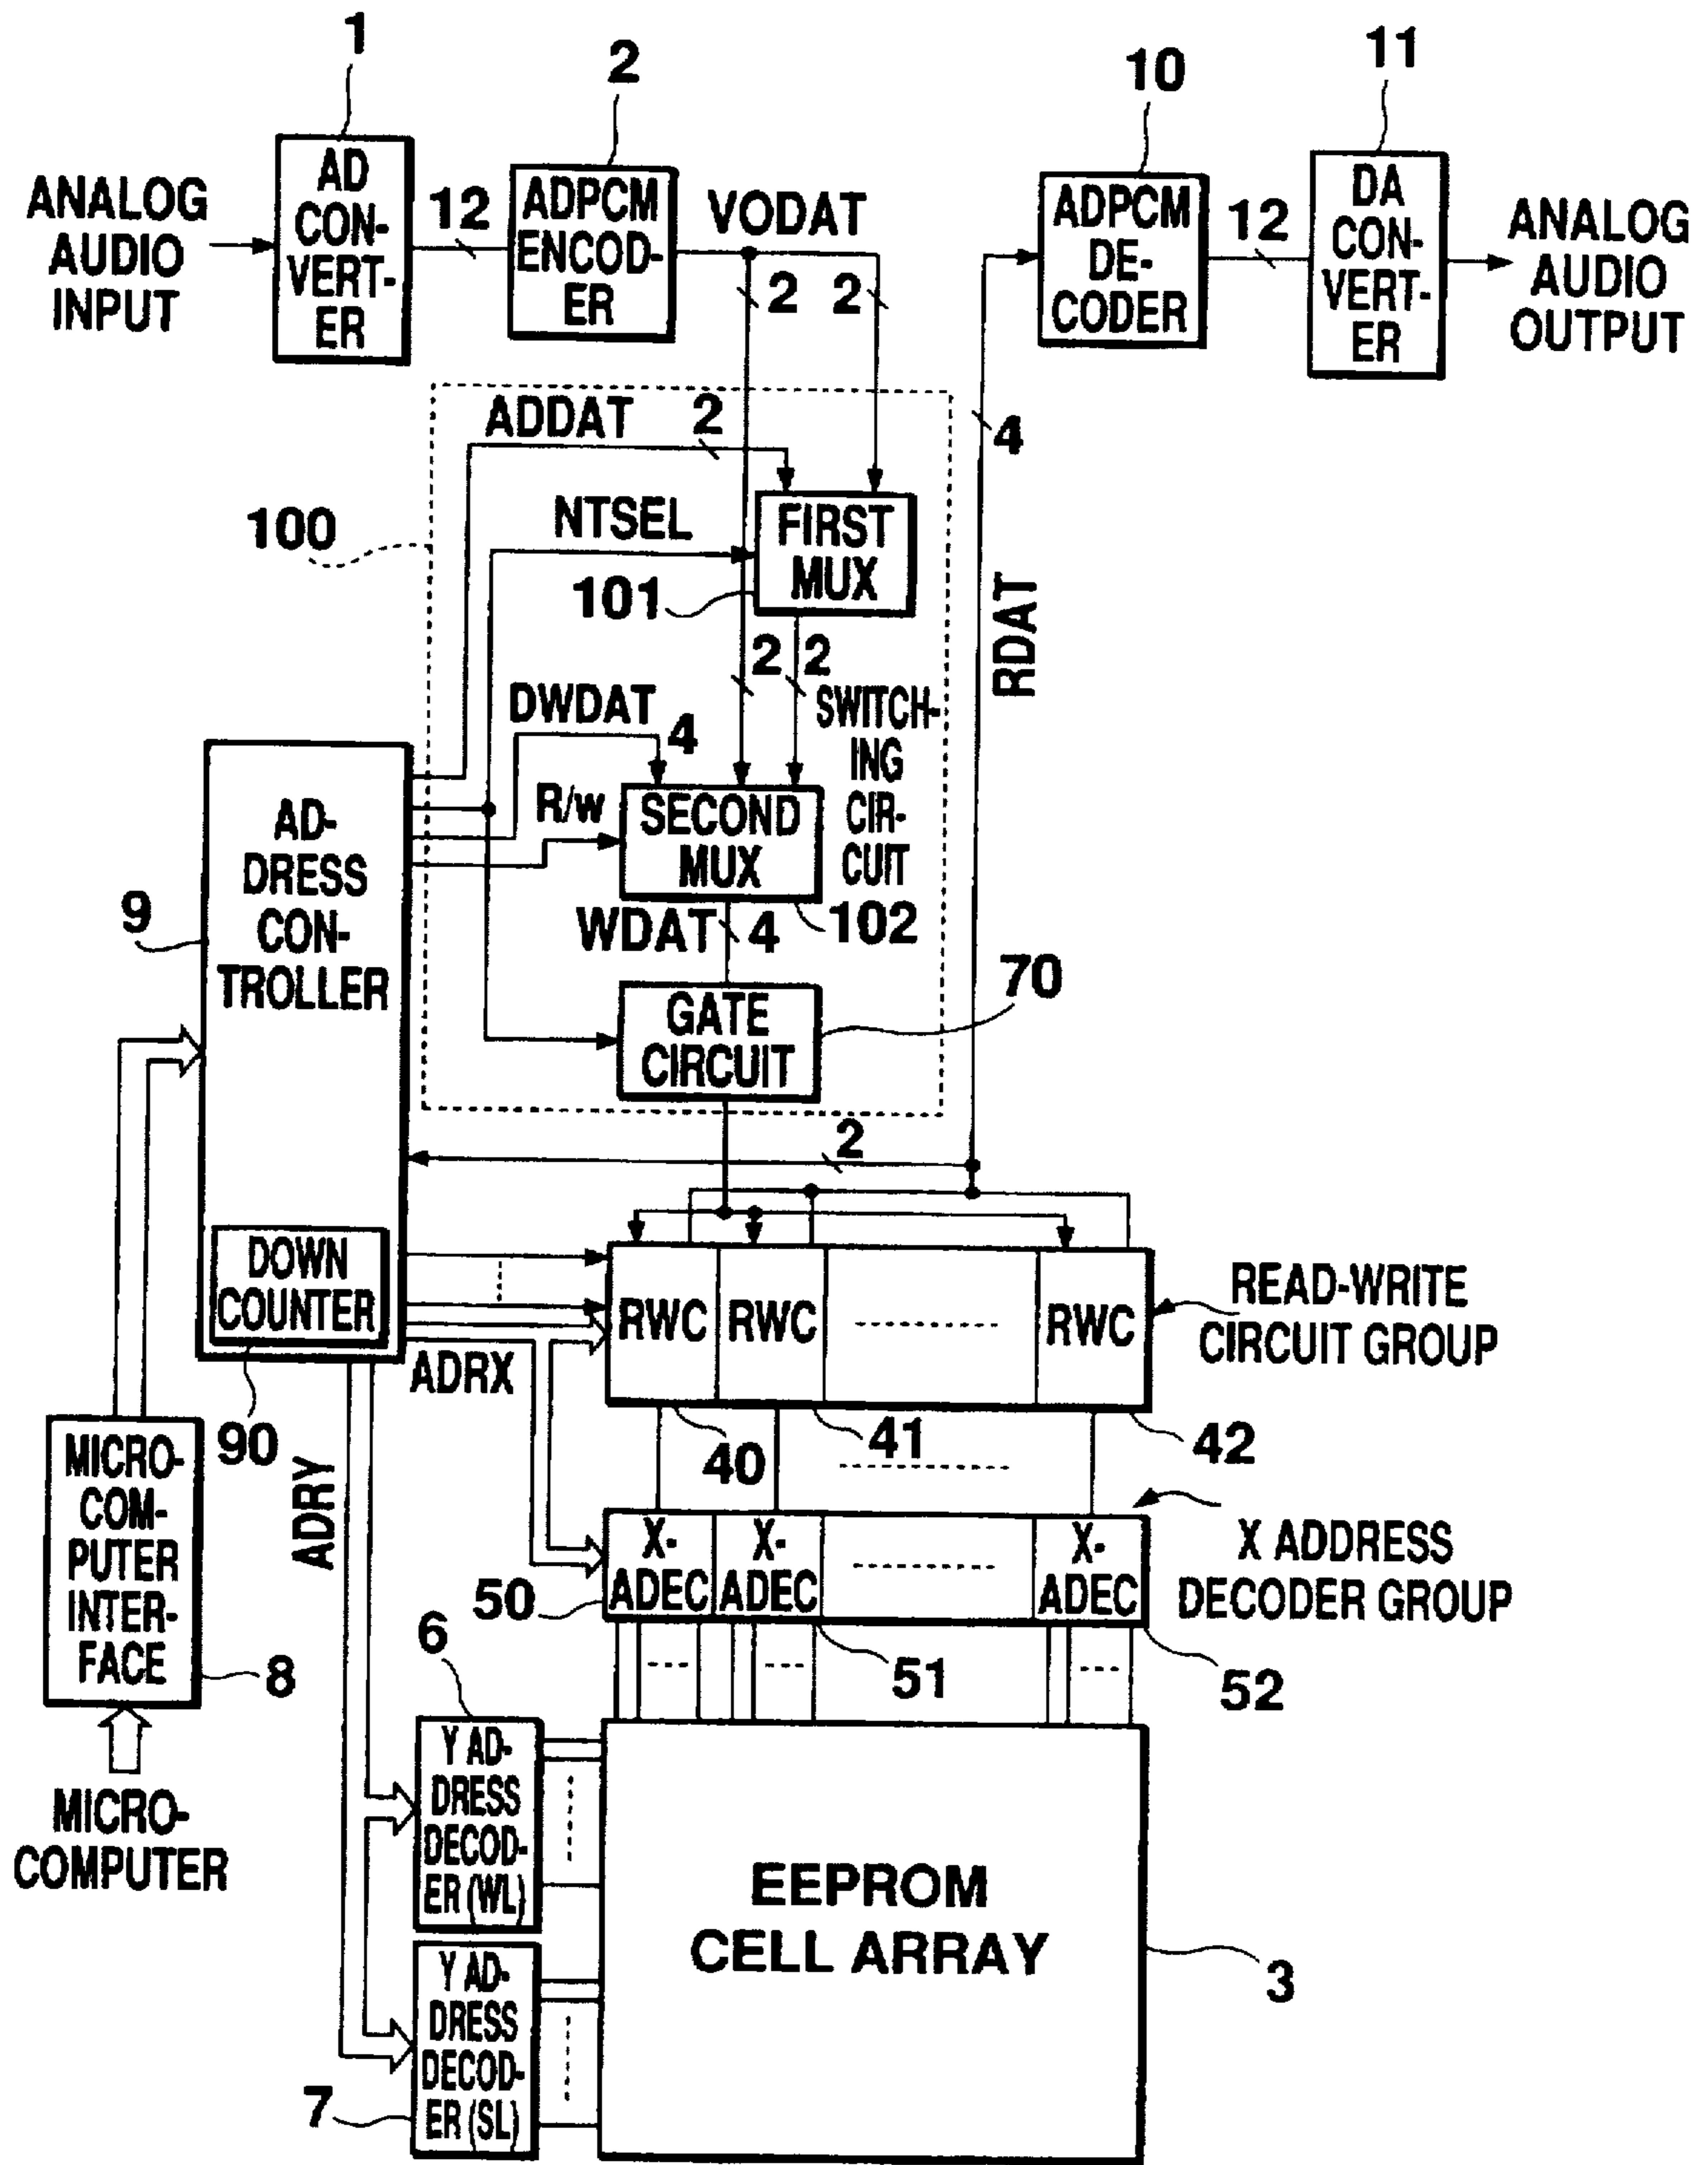 1
2
10
11
ANALOG
AUDIO
INPUT
AD
CON-
VERT-
ER
12
ADPCM
ENCOD-
ER
VODAT
2
2
ADPCM
DE-
CODER
12
DA
CON-
VERT-
ER
ANALOG
AUDIO
OUTPUT
4
ADDAT
2
100
NTSEL
FIRST
MUX
101
RDAT
2
2
DWDAT
4
SWITCH-
ING
CIR-
CUIT
R/w
SECOND
MUX
102
WDAT
4
9
AD-
DRESS
CON-
TROLLER
GATE
CIRCUIT
70
2
DOWN
COUNTER
90
ADRX
RWC
RWC
RWC
READ-WRITE
CIRCUIT GROUP
40
41
42
MICRO-
COM-
PUTER
INTER-
FACE
8
ADRY
X-
ADEC
X-
ADEC
X-
ADEC
X ADDRESS
DECODER GROUP
50
51
52
6
Y AD-
DRESS
DECOD-
ER (WL)
MICRO-
COMPUTER
EEPROM
CELL ARRAY
3
Y AD-
DRESS
DECOD-
ER (SL)
7